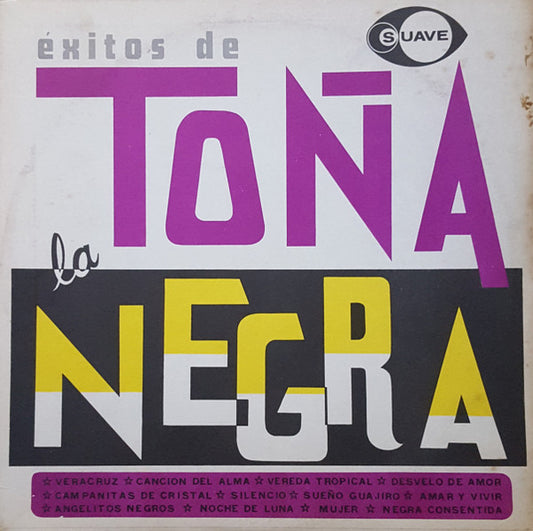 éxitos de
SUAVE
TOÑA
la
NEGRA
☆ VERACRUZ ☆ CANCION DEL ALMA ☆ VEREDA TROPICAL ☆ DESVELO DE AMOR
☆ CAMPANITAS DE CRISTAL ☆ SILENCIO ☆ SUEÑO GUAJIRO ☆ AMAR Y VIVIR
☆ ANGELITOS NEGROS ☆ NOCHE DE LUNA ☆ MUJER ☆ NEGRA CONSENTIDA